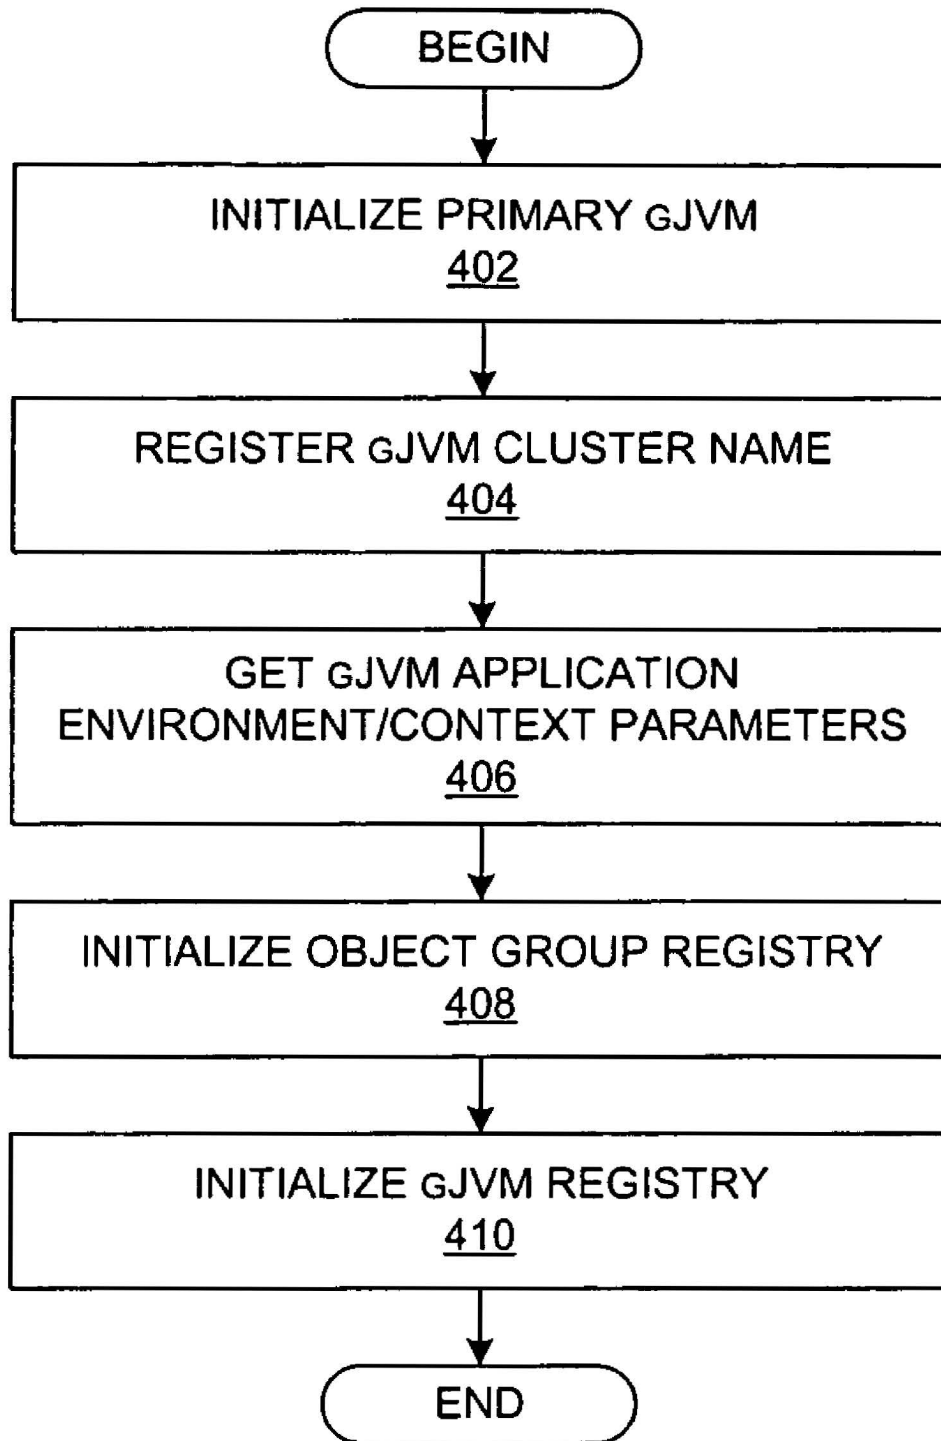 BEGIN
INITIALIZE PRIMARY GJVM
402
REGISTER GJVM CLUSTER NAME
404
GET GJVM APPLICATION
ENVIRONMENT/CONTEXT PARAMETERS
406
INITIALIZE OBJECT GROUP REGISTRY
408
INITIALIZE GJVM REGISTRY
410
END